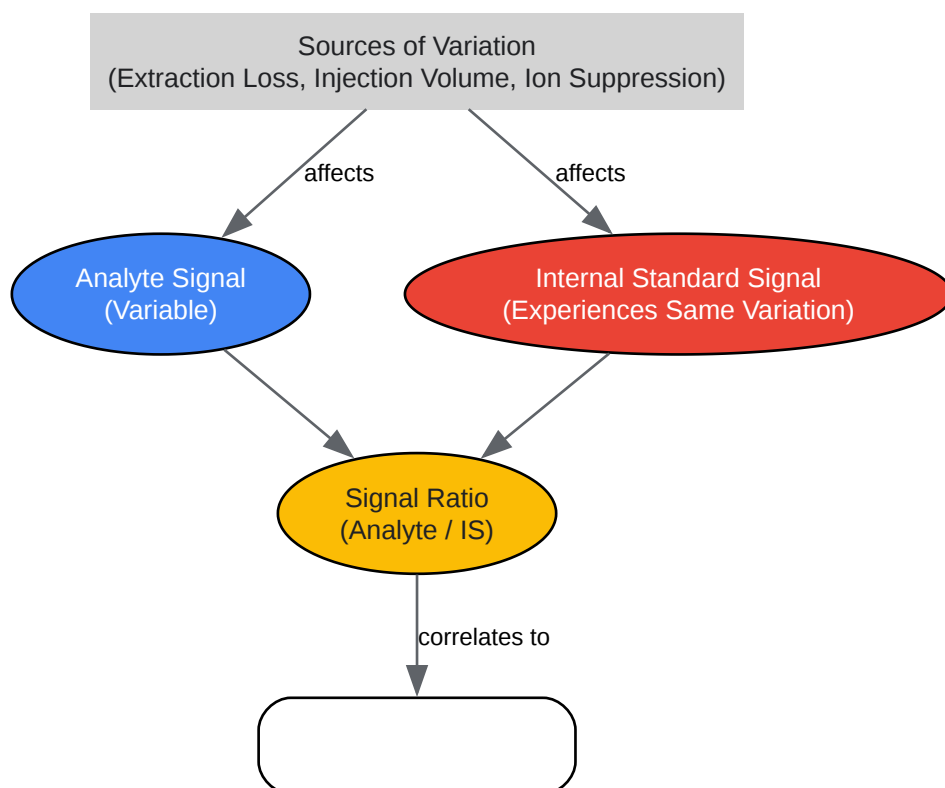 Sources of Variation
(Extraction Loss, Injection Volume, Ion Suppression)
affects
affects
Analyte Signal
(Variable)
Internal Standard Signal
(Experiences Same Variation)
Signal Ratio
(Analyte / IS)
correlates to